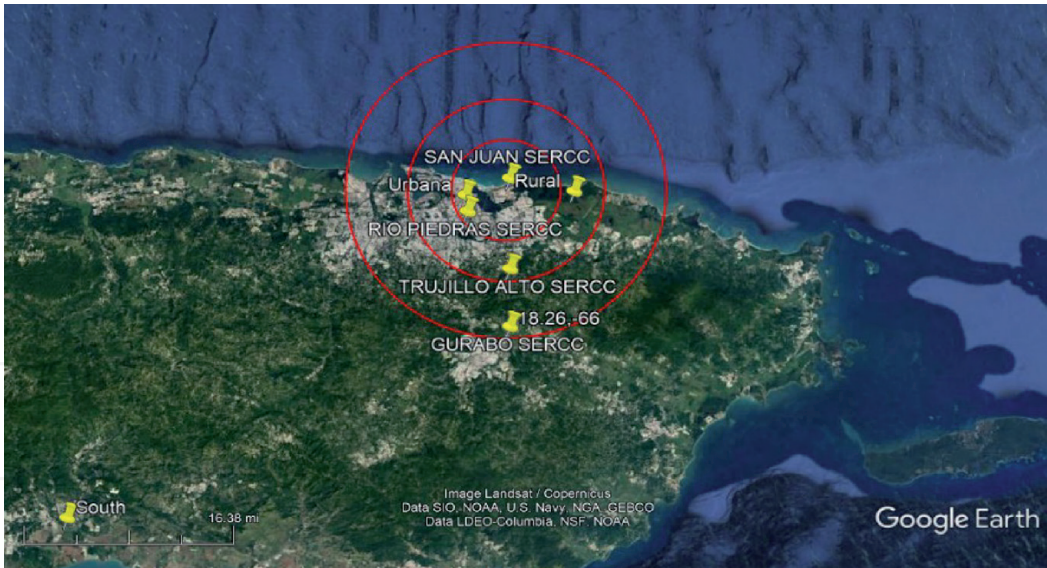 SAN JUAN SERCC
Urbana
Rural
RIO PIEDRAS SERCC
TRUJILLO ALTO SERCC
18.26,-66
GURABO SERCC
South
16.38 mi
Image Landsat / Copernicus
Data SIO, NOAA, U.S. Navy, NGA, GEBCO
Data LDEO-Columbia, NSF, NOAA
Google Earth